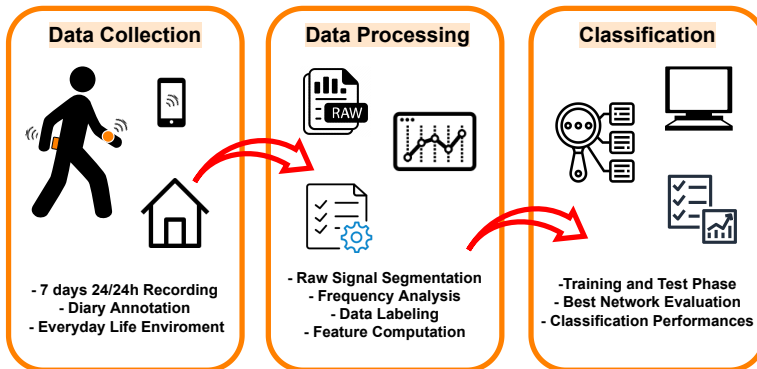 Data Collection
- 7 days 24/24h Recording
- Diary Annotation
- Everyday Life Enviroment
Data Processing
RAW
- Raw Signal Segmentation
- Frequency Analysis
- Data Labeling
- Feature Computation
Classification
-Training and Test Phase
- Best Network Evaluation
- Classification Performances